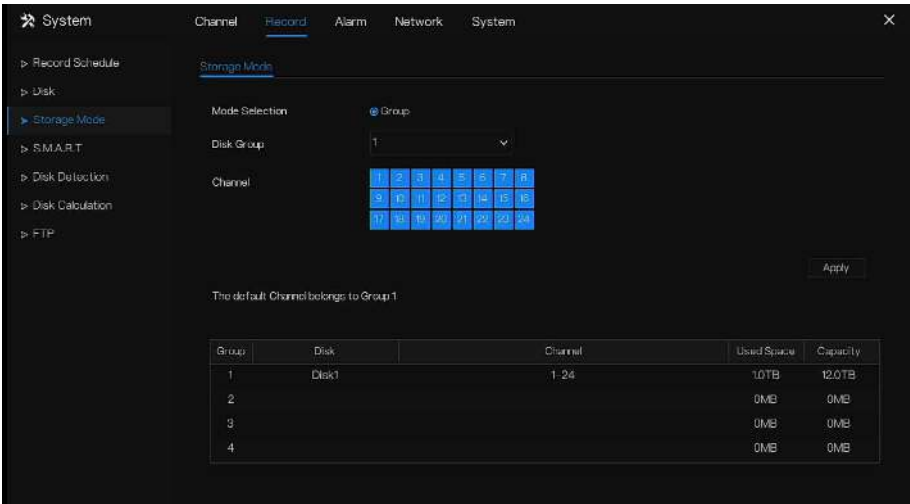 System
Channel Record Alarm Network System
Record Schedule
Disk
Storage Mode
S.M.A.R.T
Disk Detection
Disk Calculation
FTP
Storage Mode
Mode Selection Group
Disk Group 1
Channel
1 2 3 4 5 6 7 8
9 10 11 12 13 14 15 16
17 18 19 20 21 22 23 24
Apply
The default Channel belongs to Group 1
Group Disk Channel Used Space Capacity
1 Disk1 1-24 1.0TB 12.0TB
2 0MB 0MB
3 0MB 0MB
4 0MB 0MB